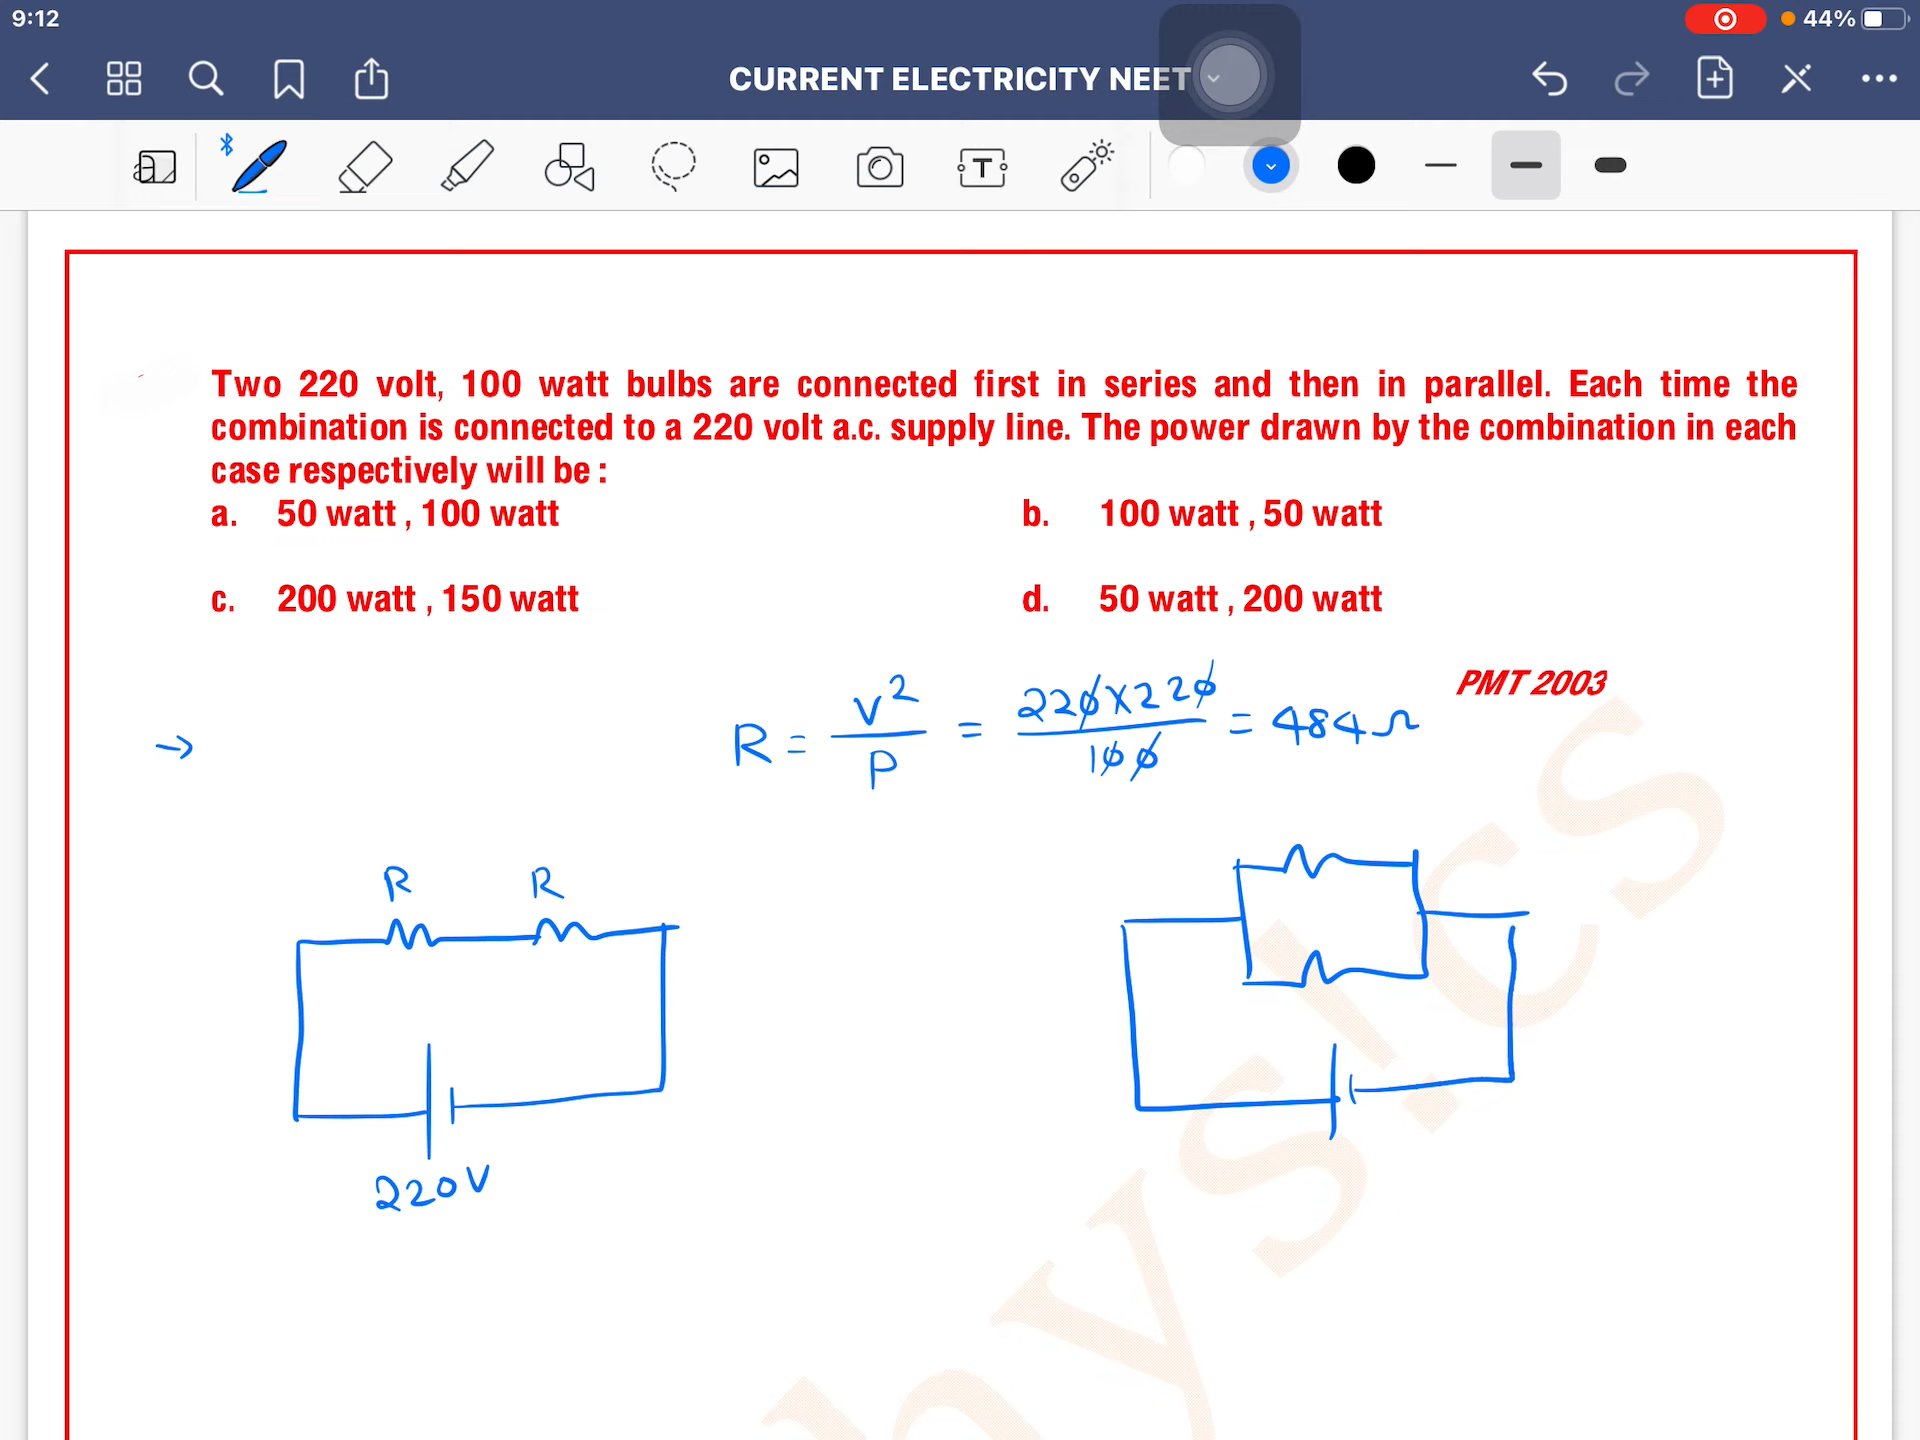 9:12
44%
CURRENT ELECTRICITY NEET
Two 220 volt, 100 watt bulbs are connected first in series and then in parallel. Each time the
combination is connected to a 220 volt a.c. supply line. The power drawn by the combination in each
case respectively will be :
a. 50 watt , 100 watt
b. 100 watt , 50 watt
c. 200 watt , 150 watt
d. 50 watt , 200 watt
PMT 2003
→ R = V²/P = 220×220/100 = 484 Ω
R R
220V
hysics